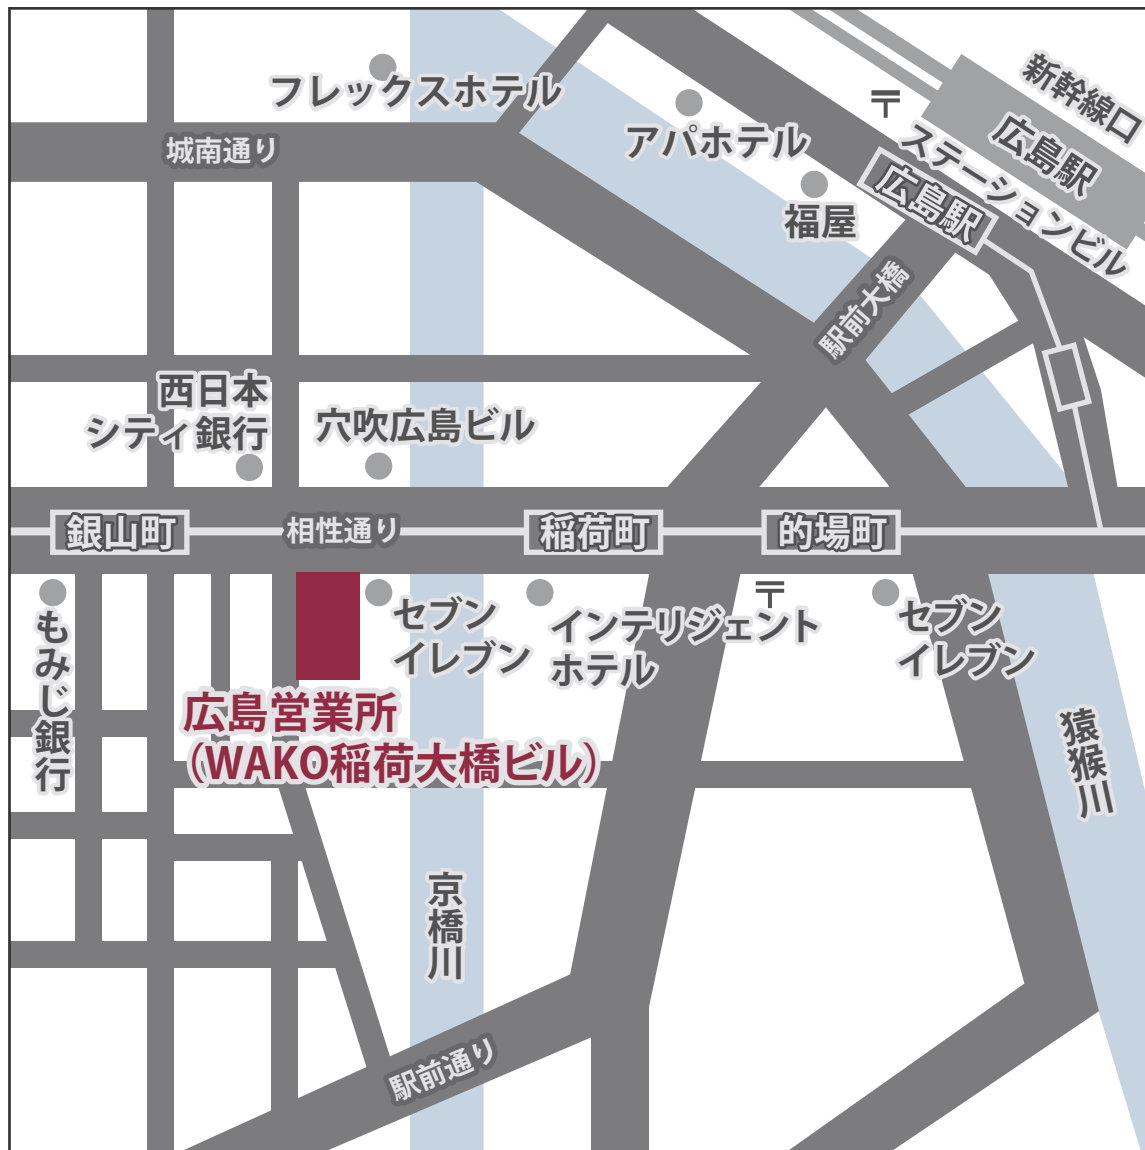 新幹線口
広島駅
ステーションビル
〒
広島駅
フレックスホテル
アパホテル
城南通り
福屋
駅前大橋
西日本
シティ銀行
穴吹広島ビル
銀山町
相性通り
稲荷町
的場町
〒
もみじ銀行
セブン
イレブン
インテリジェント
ホテル
セブン
イレブン
広島営業所
（WAKO稲荷大橋ビル）
猿猴川
京橋川
駅前通り